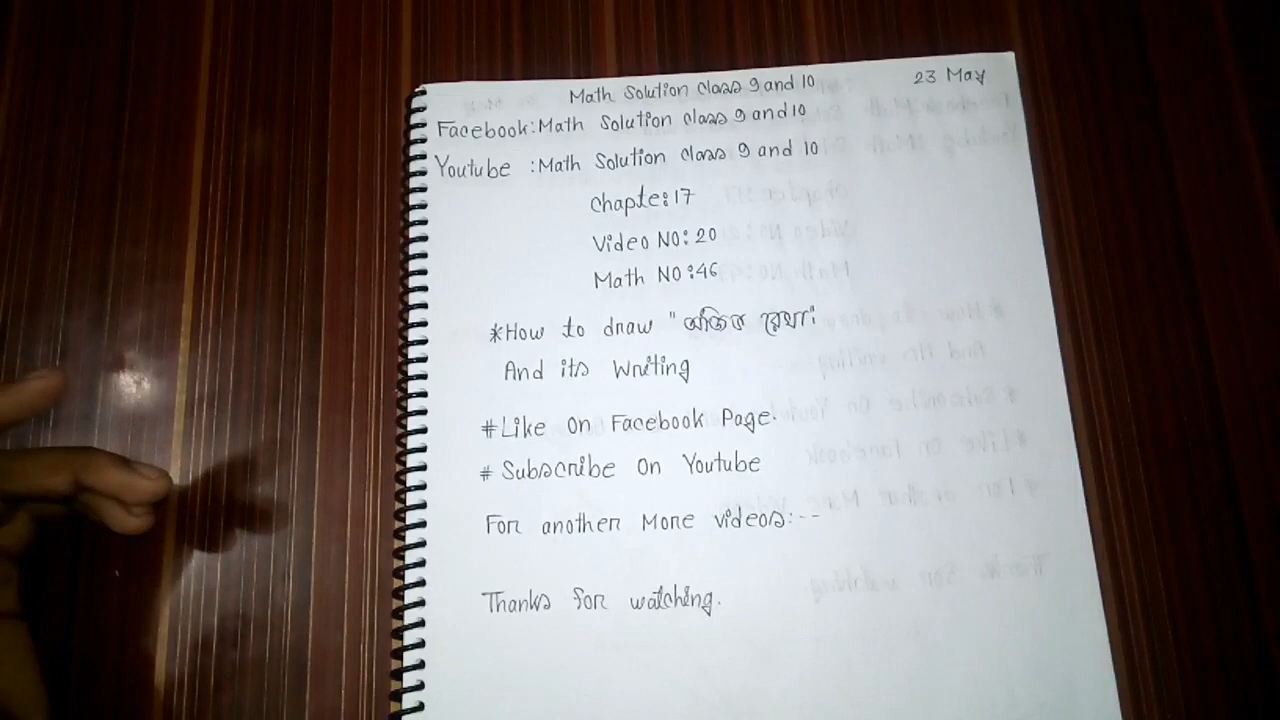 Math Solution Class 9 and 10
23 May
Facebook:Math Solution Class 9 and 10
Youtube :Math Solution Class 9 and 10
Chapte:17
Video NO:20
Math NO:46
*How to draw "অজিভ রেখা"
And its Writing
#Like On Facebook Page.
# Subscribe On Youtube
For another More videos:--
Thanks for watching.